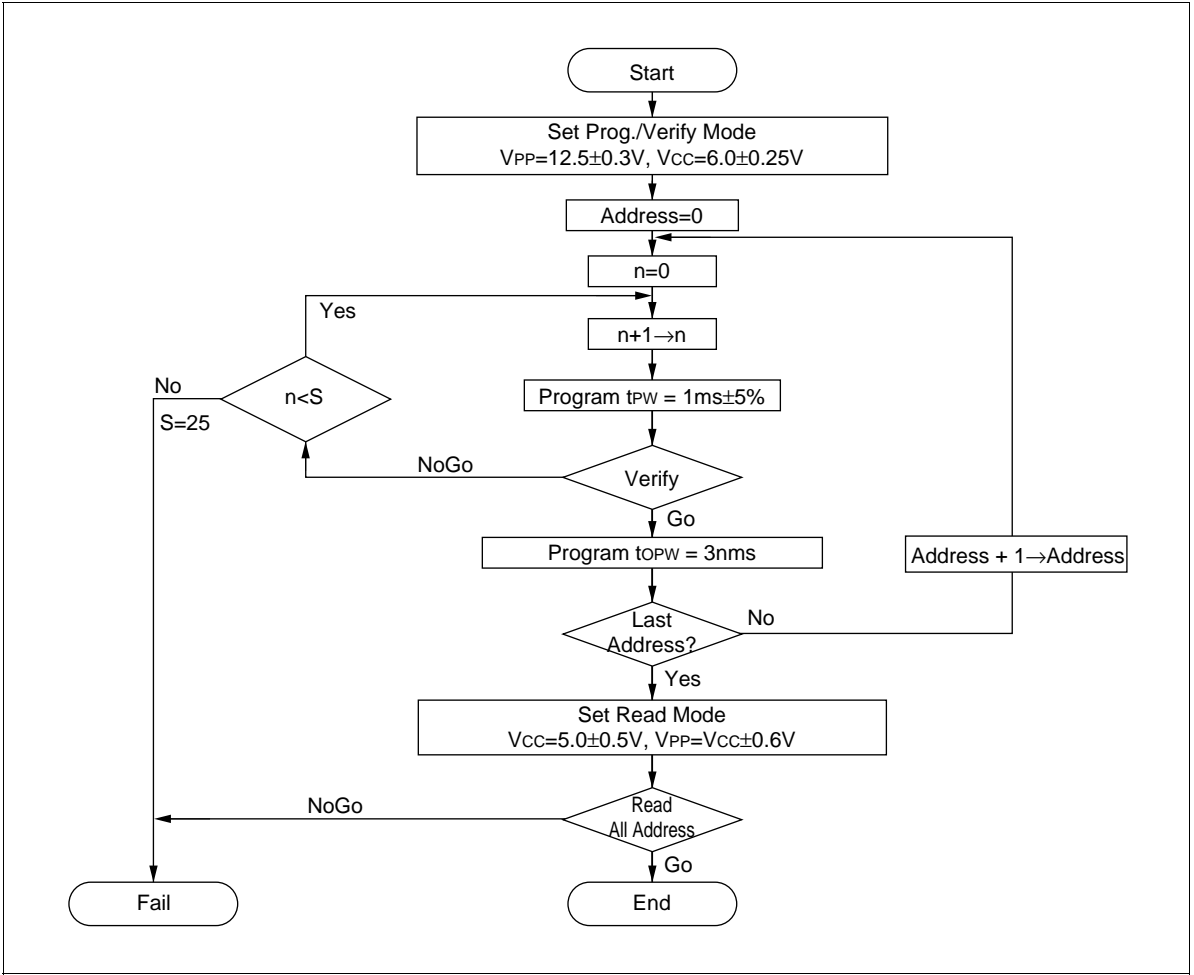 Start
Set Prog./Verify Mode
VPP=12.5±0.3V, VCC=6.0±0.25V
Address=0
n=0
Yes
n+1→n
No
n<S
S=25
Program tPW = 1ms±5%
NoGo
Verify
Go
Program tOPW = 3nms
Address + 1→Address
Last
Address?
No
Yes
Set Read Mode
VCC=5.0±0.5V, VPP=VCC±0.6V
NoGo
Read
All Address
Go
Fail
End